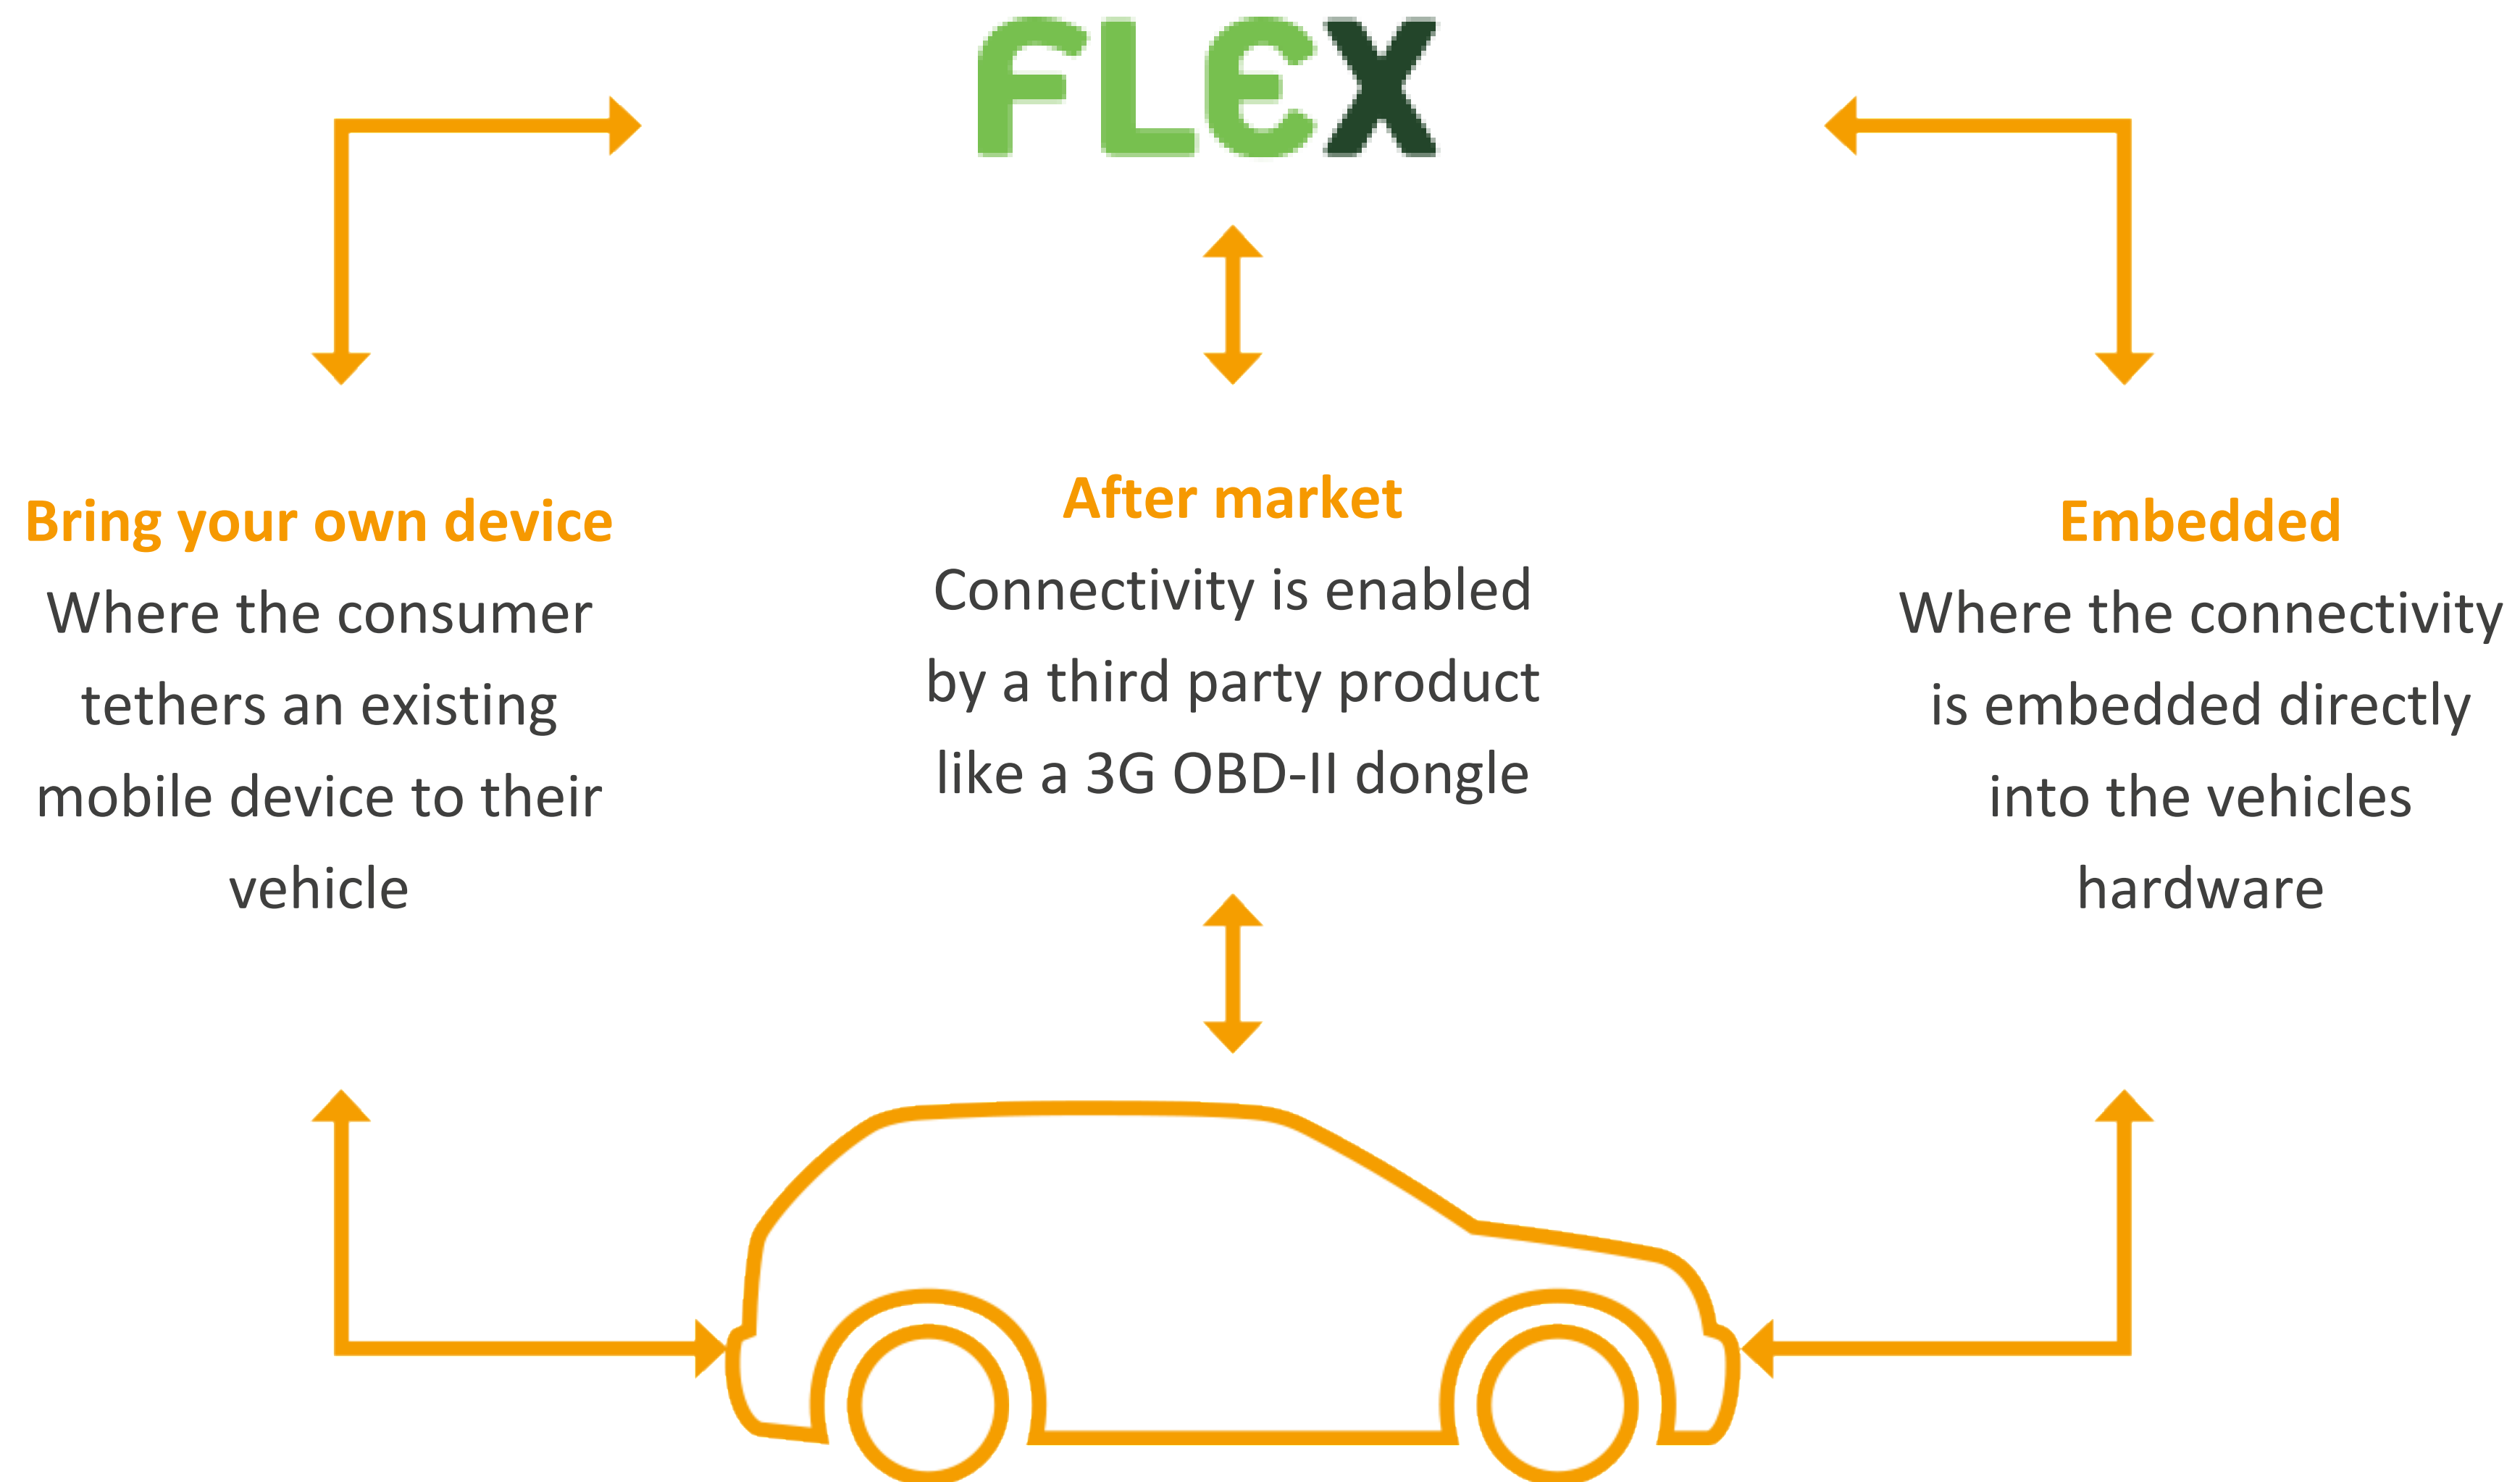 FLEX
Bring your own device
Where the consumer
tethers an existing
mobile device to their
vehicle
After market
Connectivity is enabled
by a third party product
like a 3G OBD-II dongle
Embedded
Where the connectivity
is embedded directly
into the vehicles
hardware